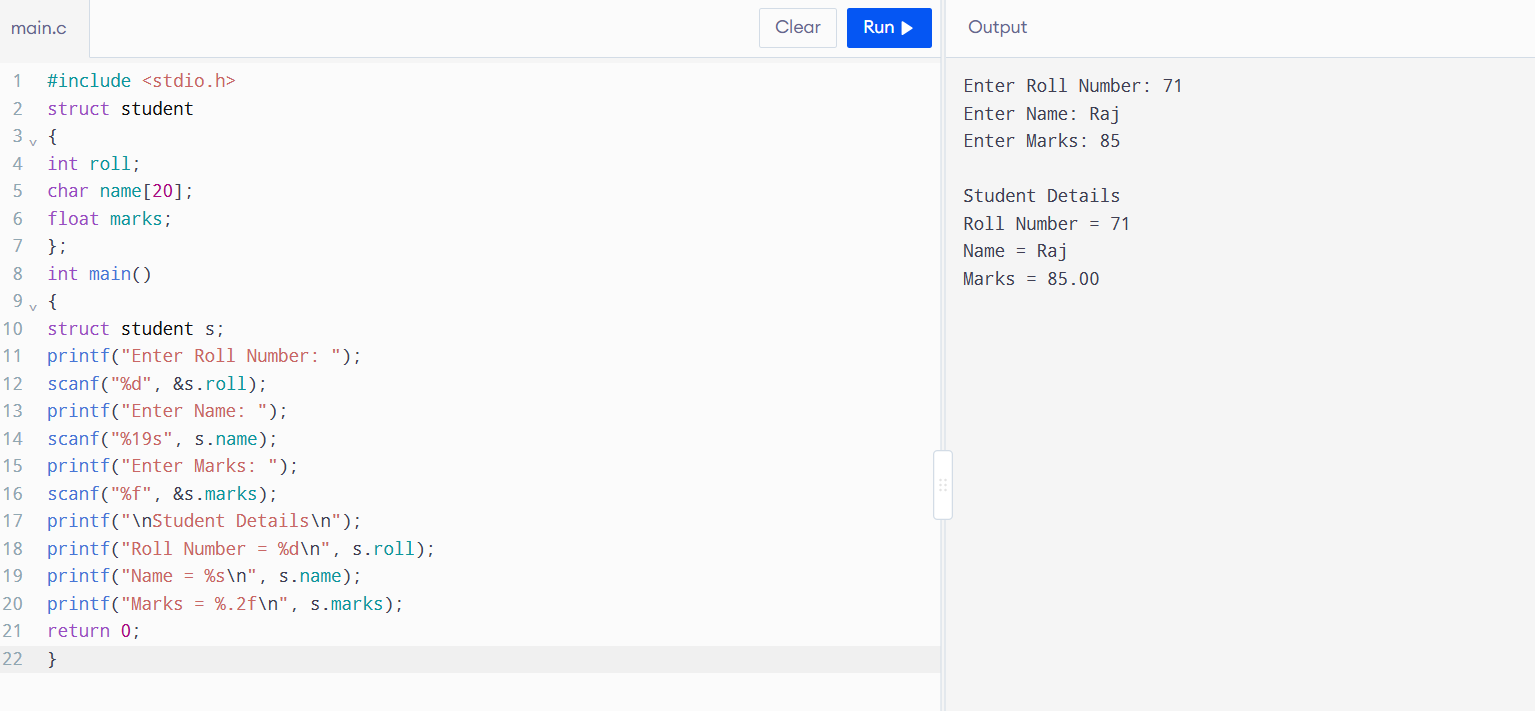 main.c
Clear
Run
Output
1 #include <stdio.h>
2 struct student
3 {
4 int roll;
5 char name[20];
6 float marks;
7 };
8 int main()
9 {
10 struct student s;
11 printf("Enter Roll Number: ");
12 scanf("%d", &s.roll);
13 printf("Enter Name: ");
14 scanf("%19s", s.name);
15 printf("Enter Marks: ");
16 scanf("%f", &s.marks);
17 printf("\nStudent Details\n");
18 printf("Roll Number = %d\n", s.roll);
19 printf("Name = %s\n", s.name);
20 printf("Marks = %.2f\n", s.marks);
21 return 0;
22 }
Enter Roll Number: 71
Enter Name: Raj
Enter Marks: 85

Student Details
Roll Number = 71
Name = Raj
Marks = 85.00